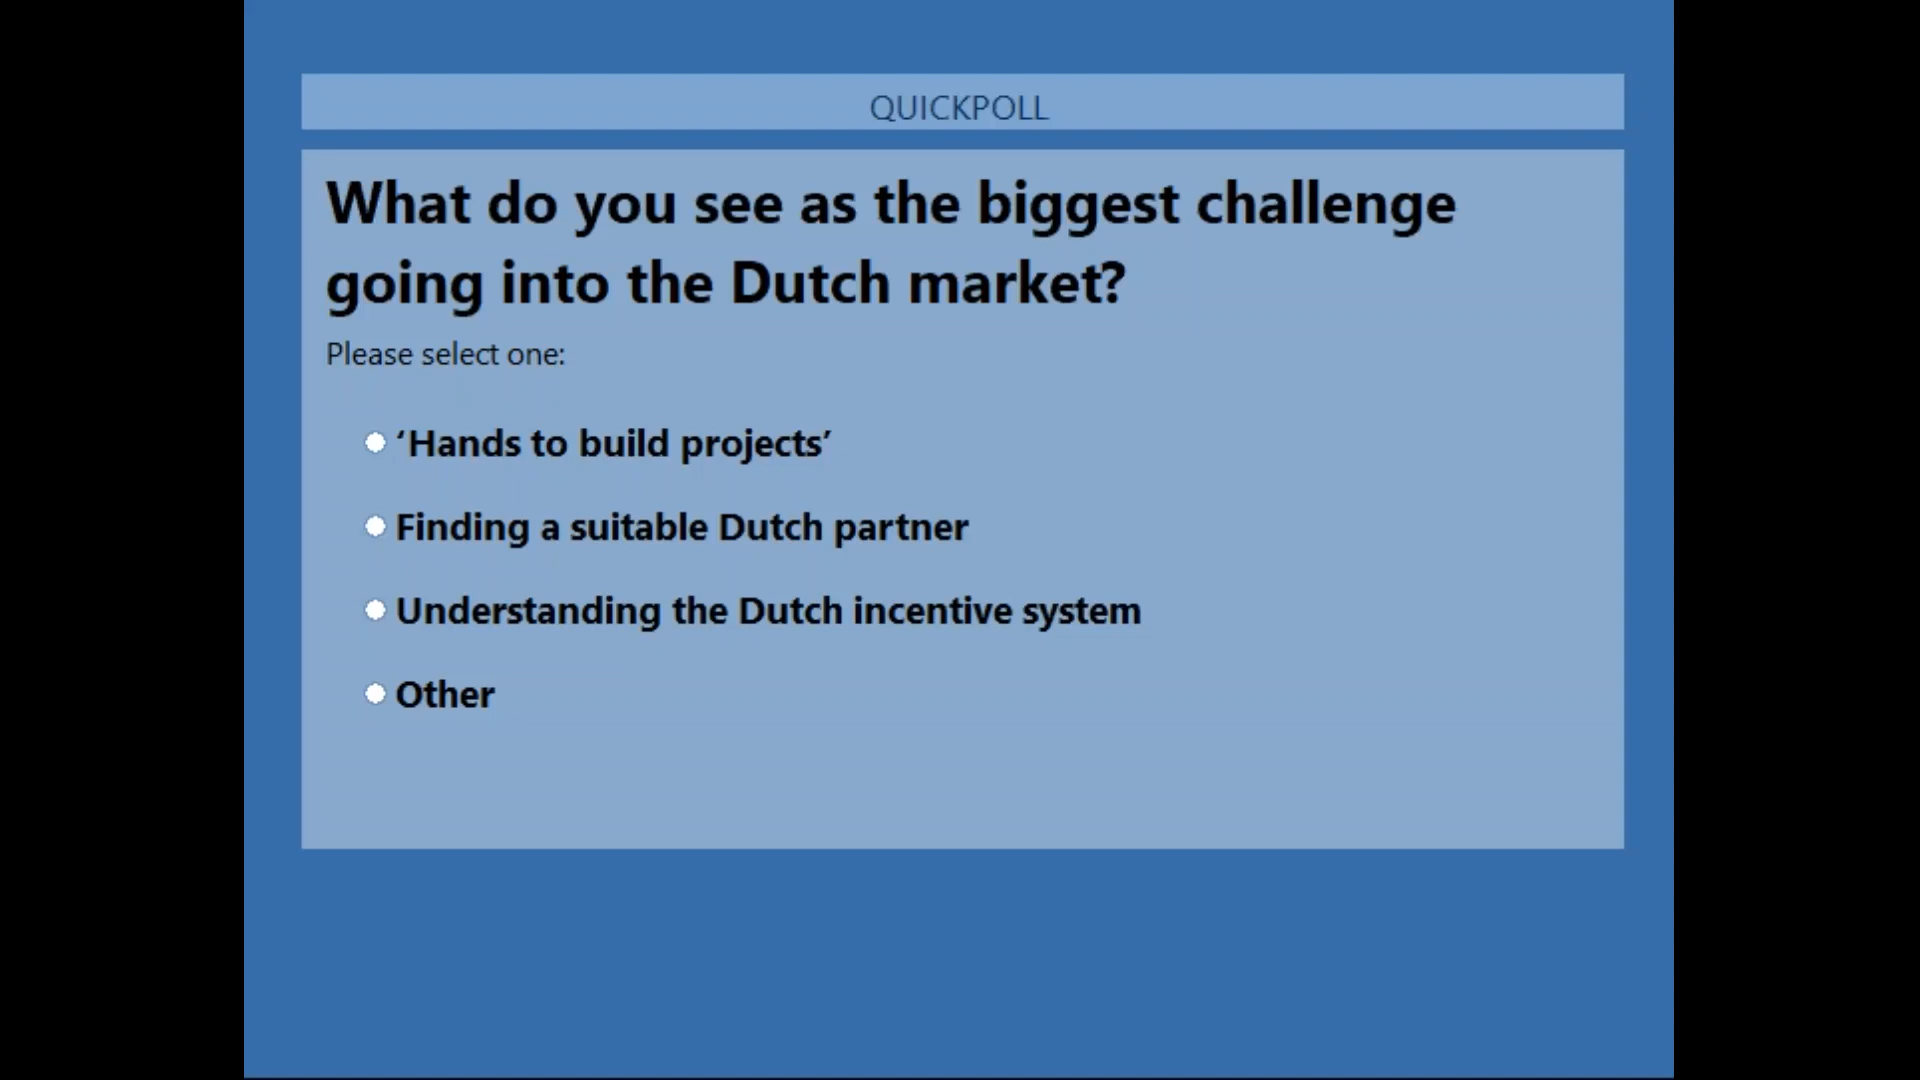 QUICKPOLL
What do you see as the biggest challenge
going into the Dutch market?
Please select one:
‘Hands to build projects’
Finding a suitable Dutch partner
Understanding the Dutch incentive system
Other